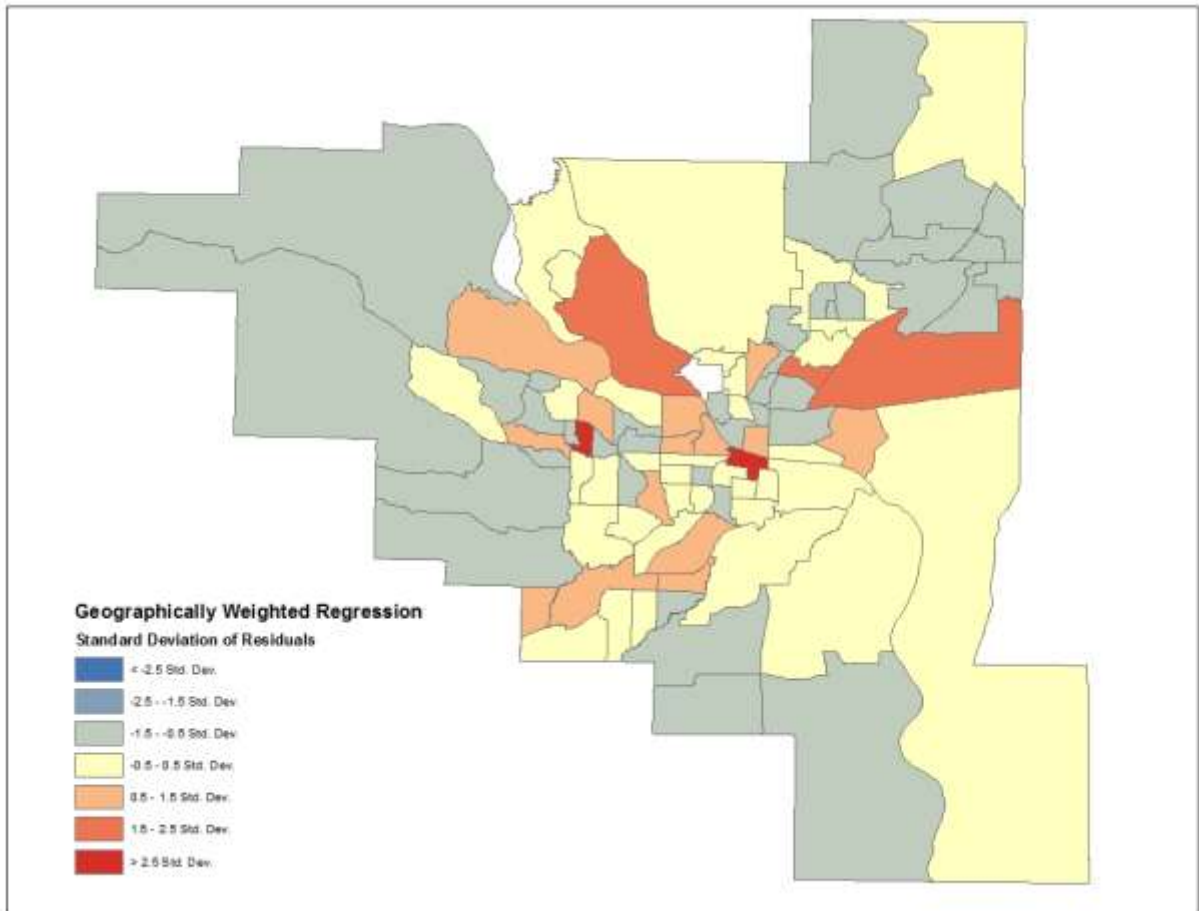 Geographically Weighted Regression
Standard Deviation of Residuals
< -2.5 Std. Dev.
-2.5 - -1.5 Std. Dev
-1.5 - -0.5 Std. Dev.
-0.5 - 0.5 Std. Dev.
0.5 - 1.5 Std. Dev.
1.5 - 2.5 Std. Dev.
> 2.5 Std. Dev.